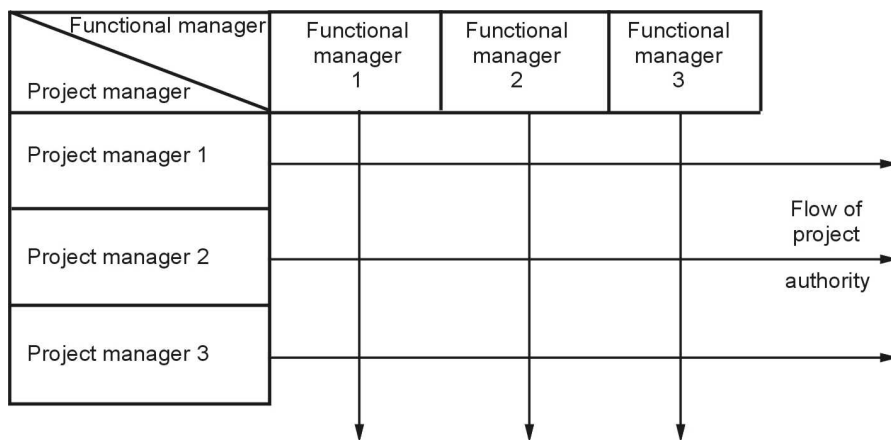 Functional manager
Project manager
Functional
manager
1
Functional
manager
2
Functional
manager
3
Project manager 1
Project manager 2
Project manager 3
Flow of
project
authority